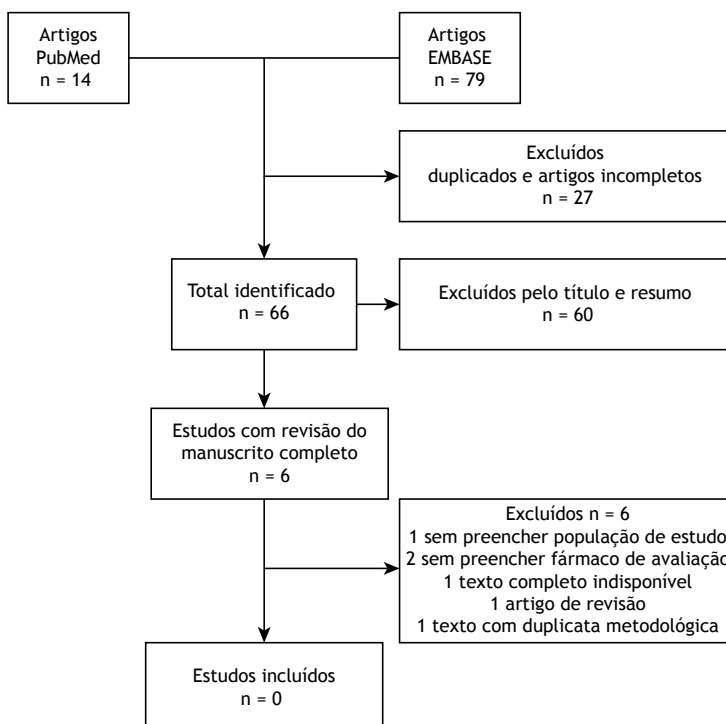 Artigos
PubMed
n = 14
Artigos
EMBASE
n = 79
Excluídos
duplicados e artigos incompletos
n = 27
Total identificado
n = 66
Excluídos pelo título e resumo
n = 60
Estudos com revisão do
manuscrito completo
n = 6
Excluídos n = 6
1 sem preencher população de estudo
2 sem preencher fármaco de avaliação
1 texto completo indisponível
1 artigo de revisão
1 texto com duplicata metodológica
Estudos incluídos
n = 0